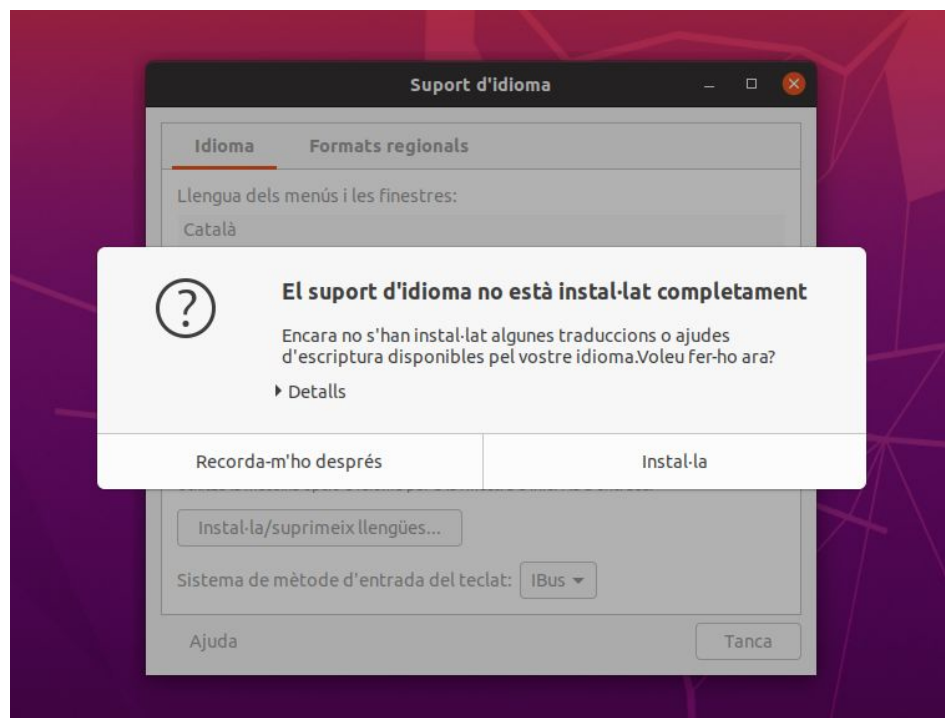 Suport d'idioma
Idioma
Formats regionals
Llengua dels menús i les finestres:
Català
El suport d'idioma no està instal·lat completament
Encara no s'han instal·lat algunes traduccions o ajudes
d'escriptura disponibles pel vostre idioma.Voleu fer-ho ara?
Detalls
Recorda-m'ho després
Instal·la
Instal·la/suprimeix llengües...
Sistema de mètode d'entrada del teclat:
IBus
Ajuda
Tanca